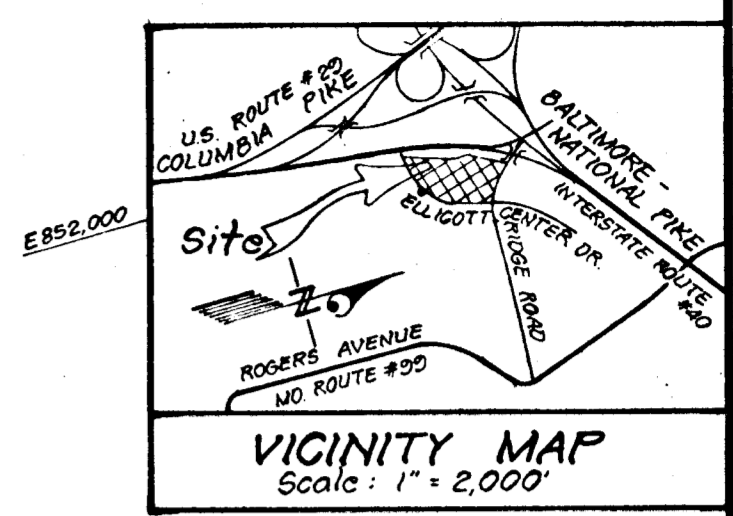 U.S. ROUTE # 29
COLUMBIA PIKE
BALTIMORE -
NATIONAL PIKE
INTERSTATE ROUTE
#40
E 852,000
Site
ELLICOTT CENTER DR.
RIDGE ROAD
N
ROGERS AVENUE
MD. ROUTE #99
VICINITY MAP
Scale : 1" = 2,000'